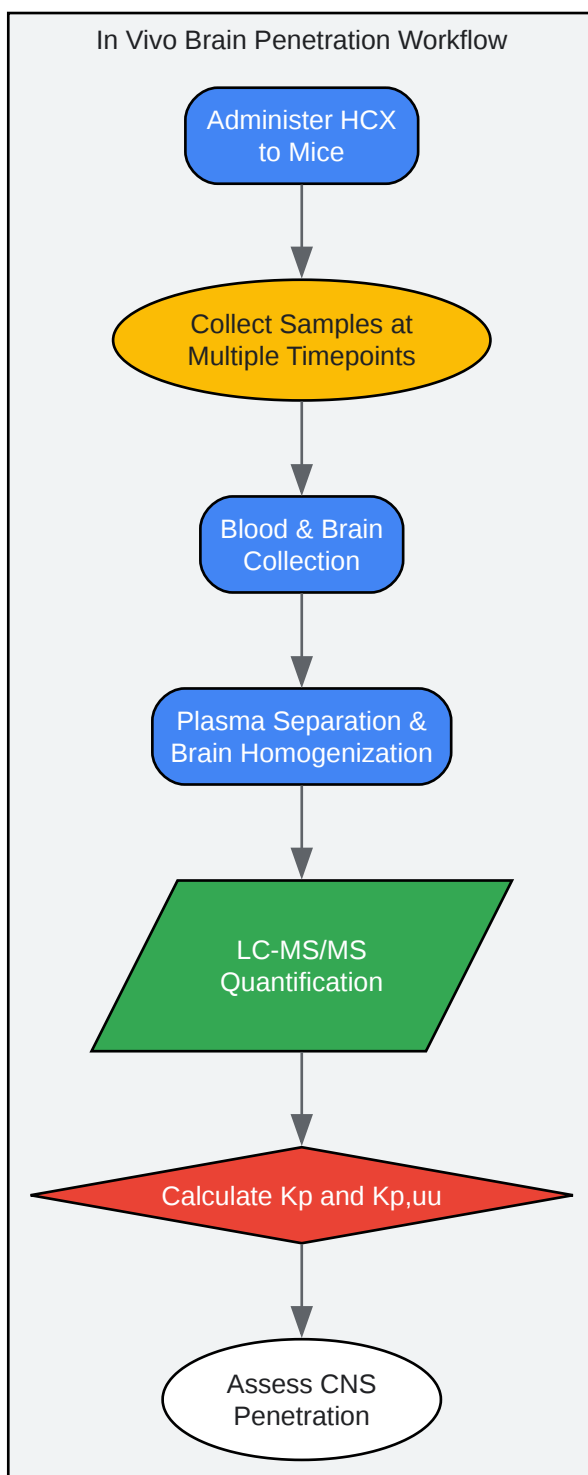 In Vivo Brain Penetration Workflow
Administer HCX
to Mice
Collect Samples at
Multiple Timepoints
Blood & Brain
Collection
Plasma Separation &
Brain Homogenization
LC-MS/MS
Quantification
Calculate Kp and Kp,uu
Assess CNS
Penetration